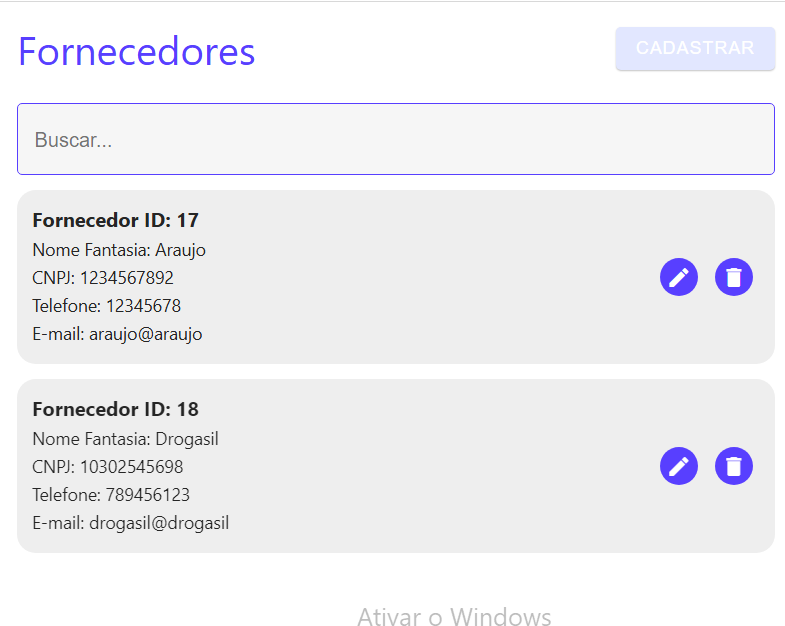 Fornecedores
CADASTRAR
Buscar...
Fornecedor ID: 17
Nome Fantasia: Araujo
CNPJ: 1234567892
Telefone: 12345678
E-mail: araujo@araujo
Fornecedor ID: 18
Nome Fantasia: Drogasil
CNPJ: 10302545698
Telefone: 789456123
E-mail: drogasil@drogasil
Ativar o Windows